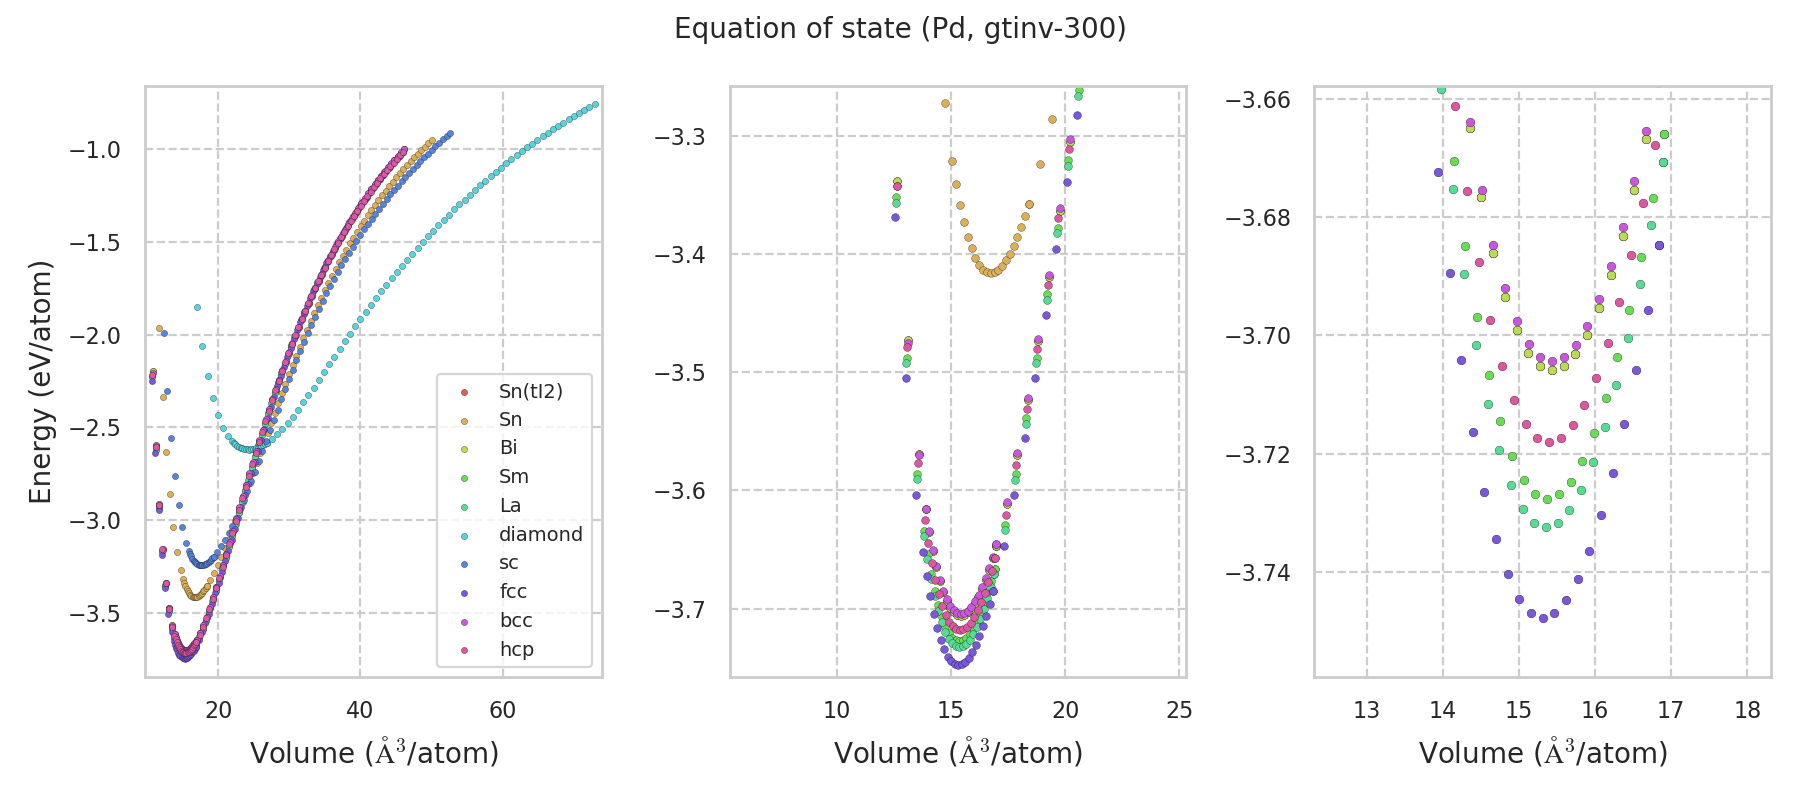 Equation of state (Pd, gtinv-300)
Energy (eV/atom)
−1.0
−1.5
−2.0
−2.5
−3.0
−3.5
20
40
60
Volume (Å³/atom)
Sn(tI2)
Sn
Bi
Sm
La
diamond
sc
fcc
bcc
hcp
−3.3
−3.4
−3.5
−3.6
−3.7
10
15
20
25
Volume (Å³/atom)
−3.66
−3.68
−3.70
−3.72
−3.74
13
14
15
16
17
18
Volume (Å³/atom)